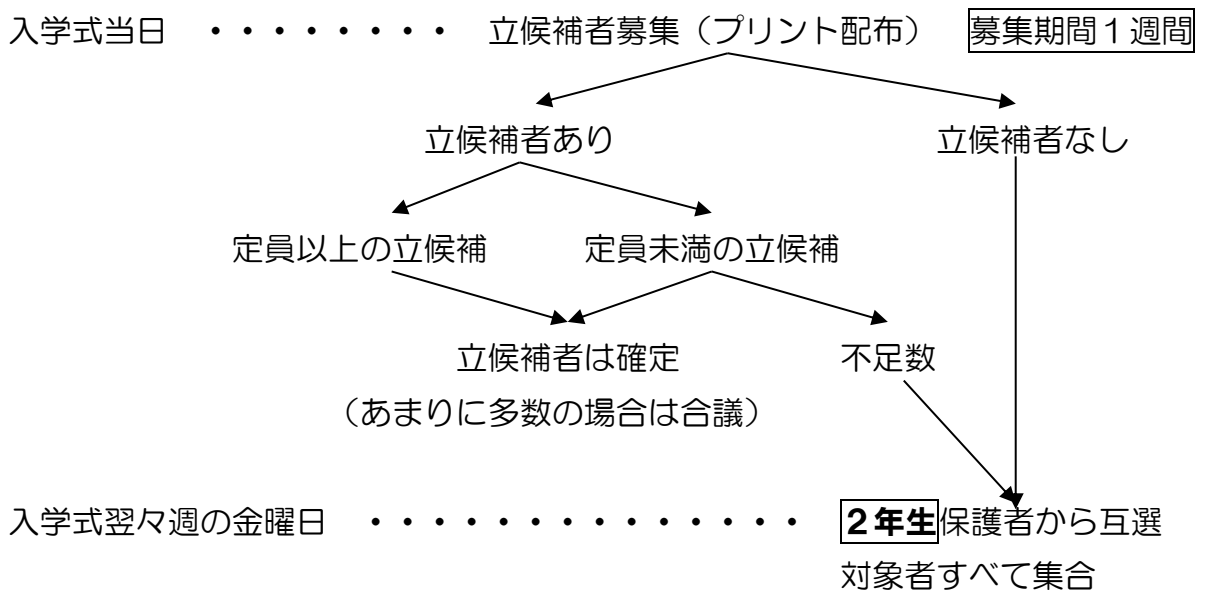 入学式当日 ・・・・・・・・ 立候補者募集（プリント配布） 募集期間１週間
立候補者あり 立候補者なし
定員以上の立候補 定員未満の立候補
立候補者は確定 不足数
（あまりに多数の場合は合議）
入学式翌々週の金曜日 ・・・・・・・・・・・・・・ ２年生保護者から互選
対象者すべて集合